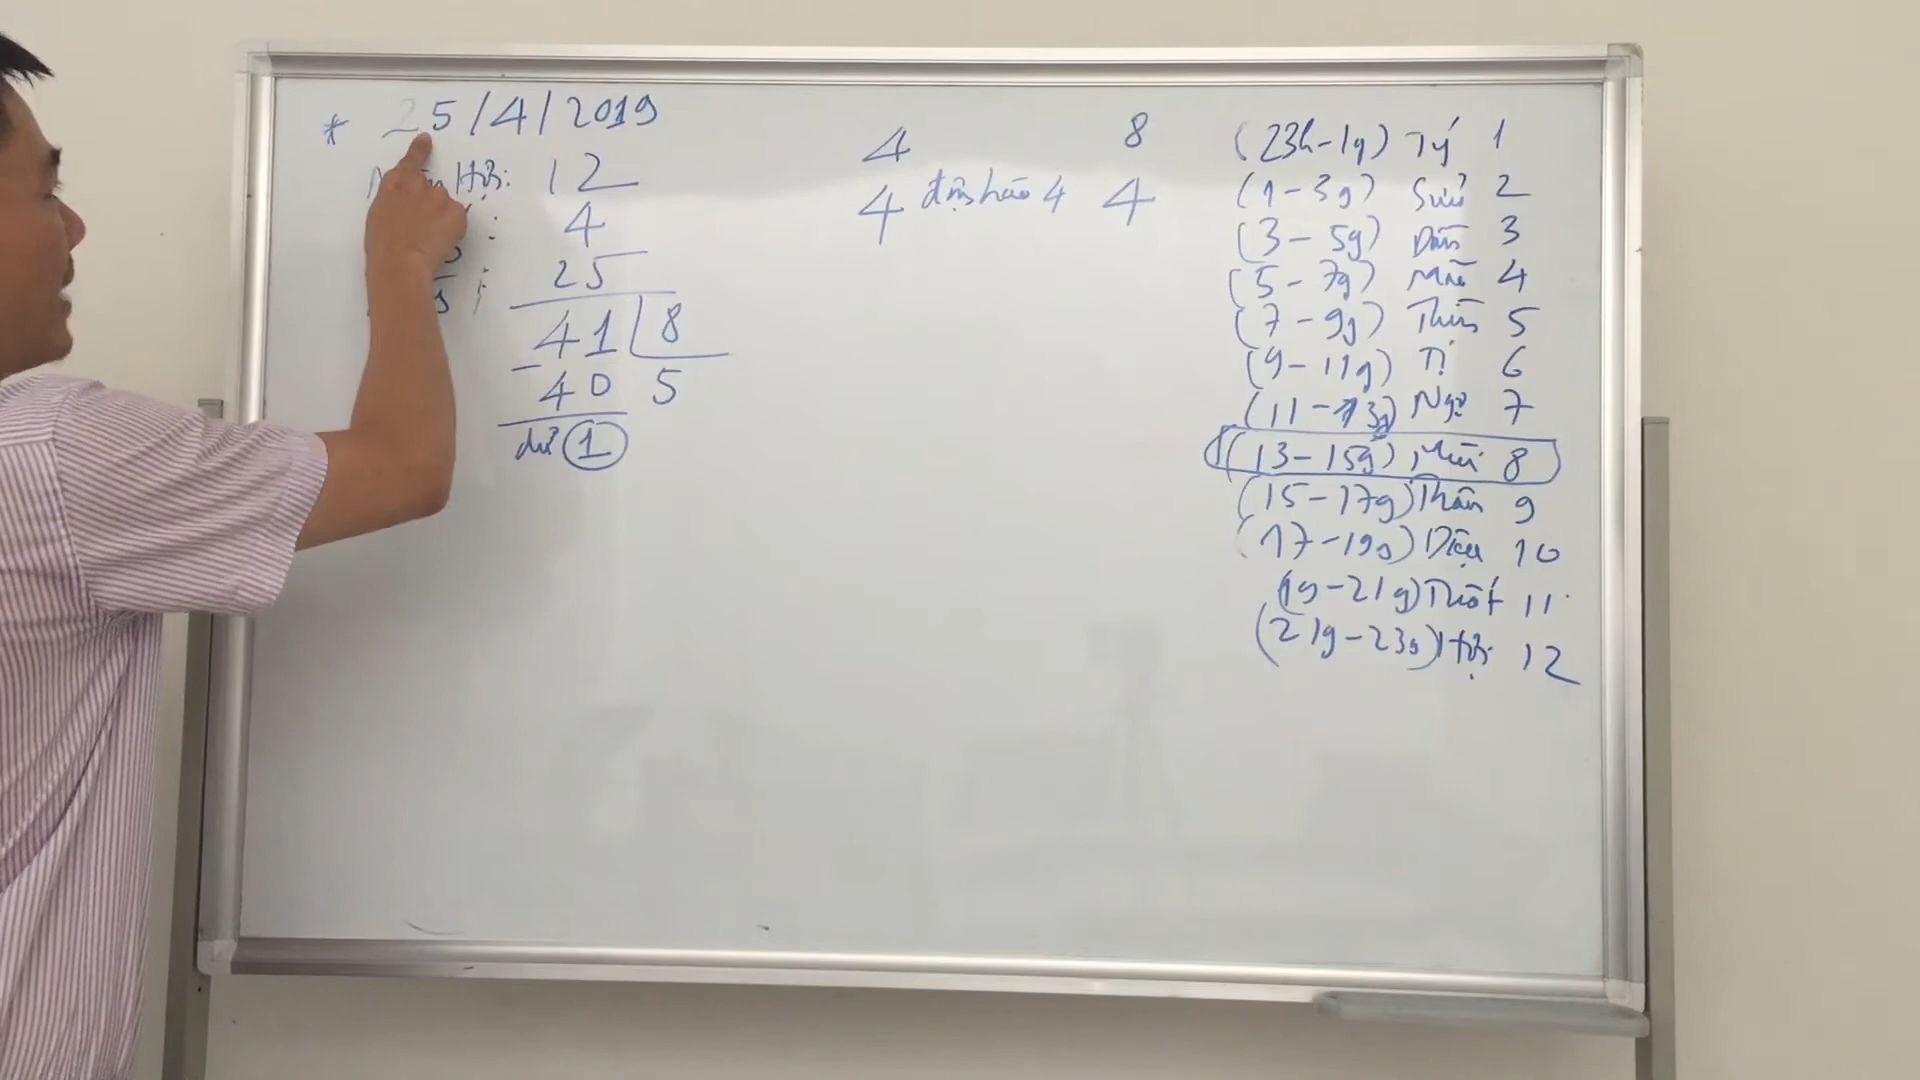 * 25/4/2019
Hợi: 12
4
25
41 8
- 40 5
dư 1
4 8
4 động hào 4 4
(23h-1g) Tý 1
(1-3g) Sửu 2
(3-5g) Dần 3
(5-7g) Mão 4
(7-9g) Thìn 5
(9-11g) Tị 6
(11-13g) Ngọ 7
(13-15g) Mùi 8
(15-17g) Thân 9
(17-19g) Dậu 10
(19-21g) Tuất 11
(21g-23g) Hợi 12